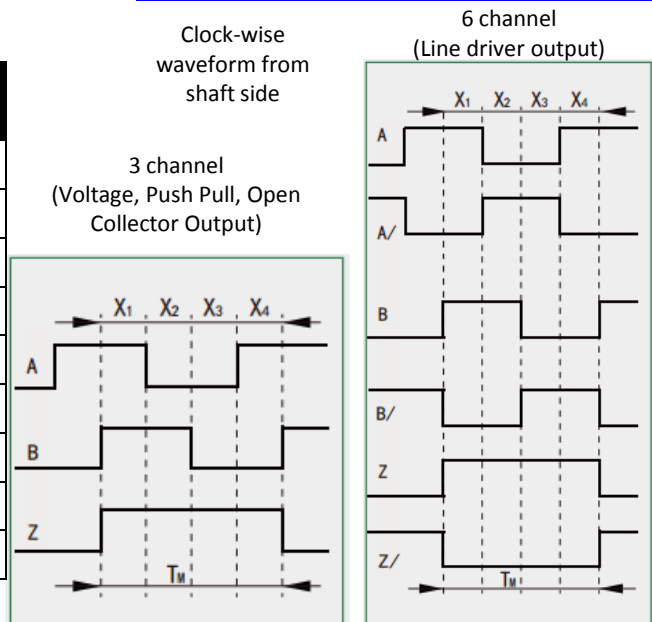 Clock-wise
waveform from
shaft side
3 channel
(Voltage, Push Pull, Open
Collector Output)
X1 X2 X3 X4
A
B
Z
TM
6 channel
(Line driver output)
X1 X2 X3 X4
A
A/
B
B/
Z
Z/
TM